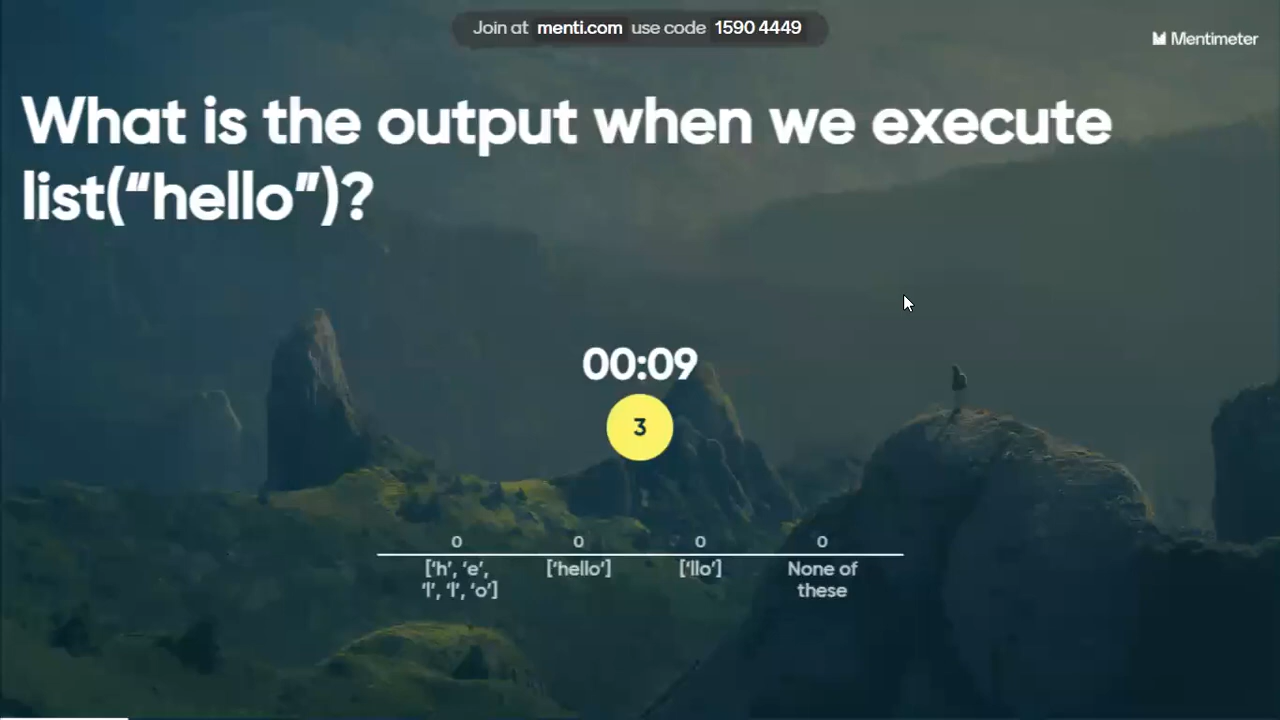 Join at menti.com use code 1590 4449
Mentimeter
What is the output when we execute
list(“hello”)?
00:09
3
0 0 0 0
['h', 'e', ['hello'] ['llo'] None of
'l', 'l', 'o'] these